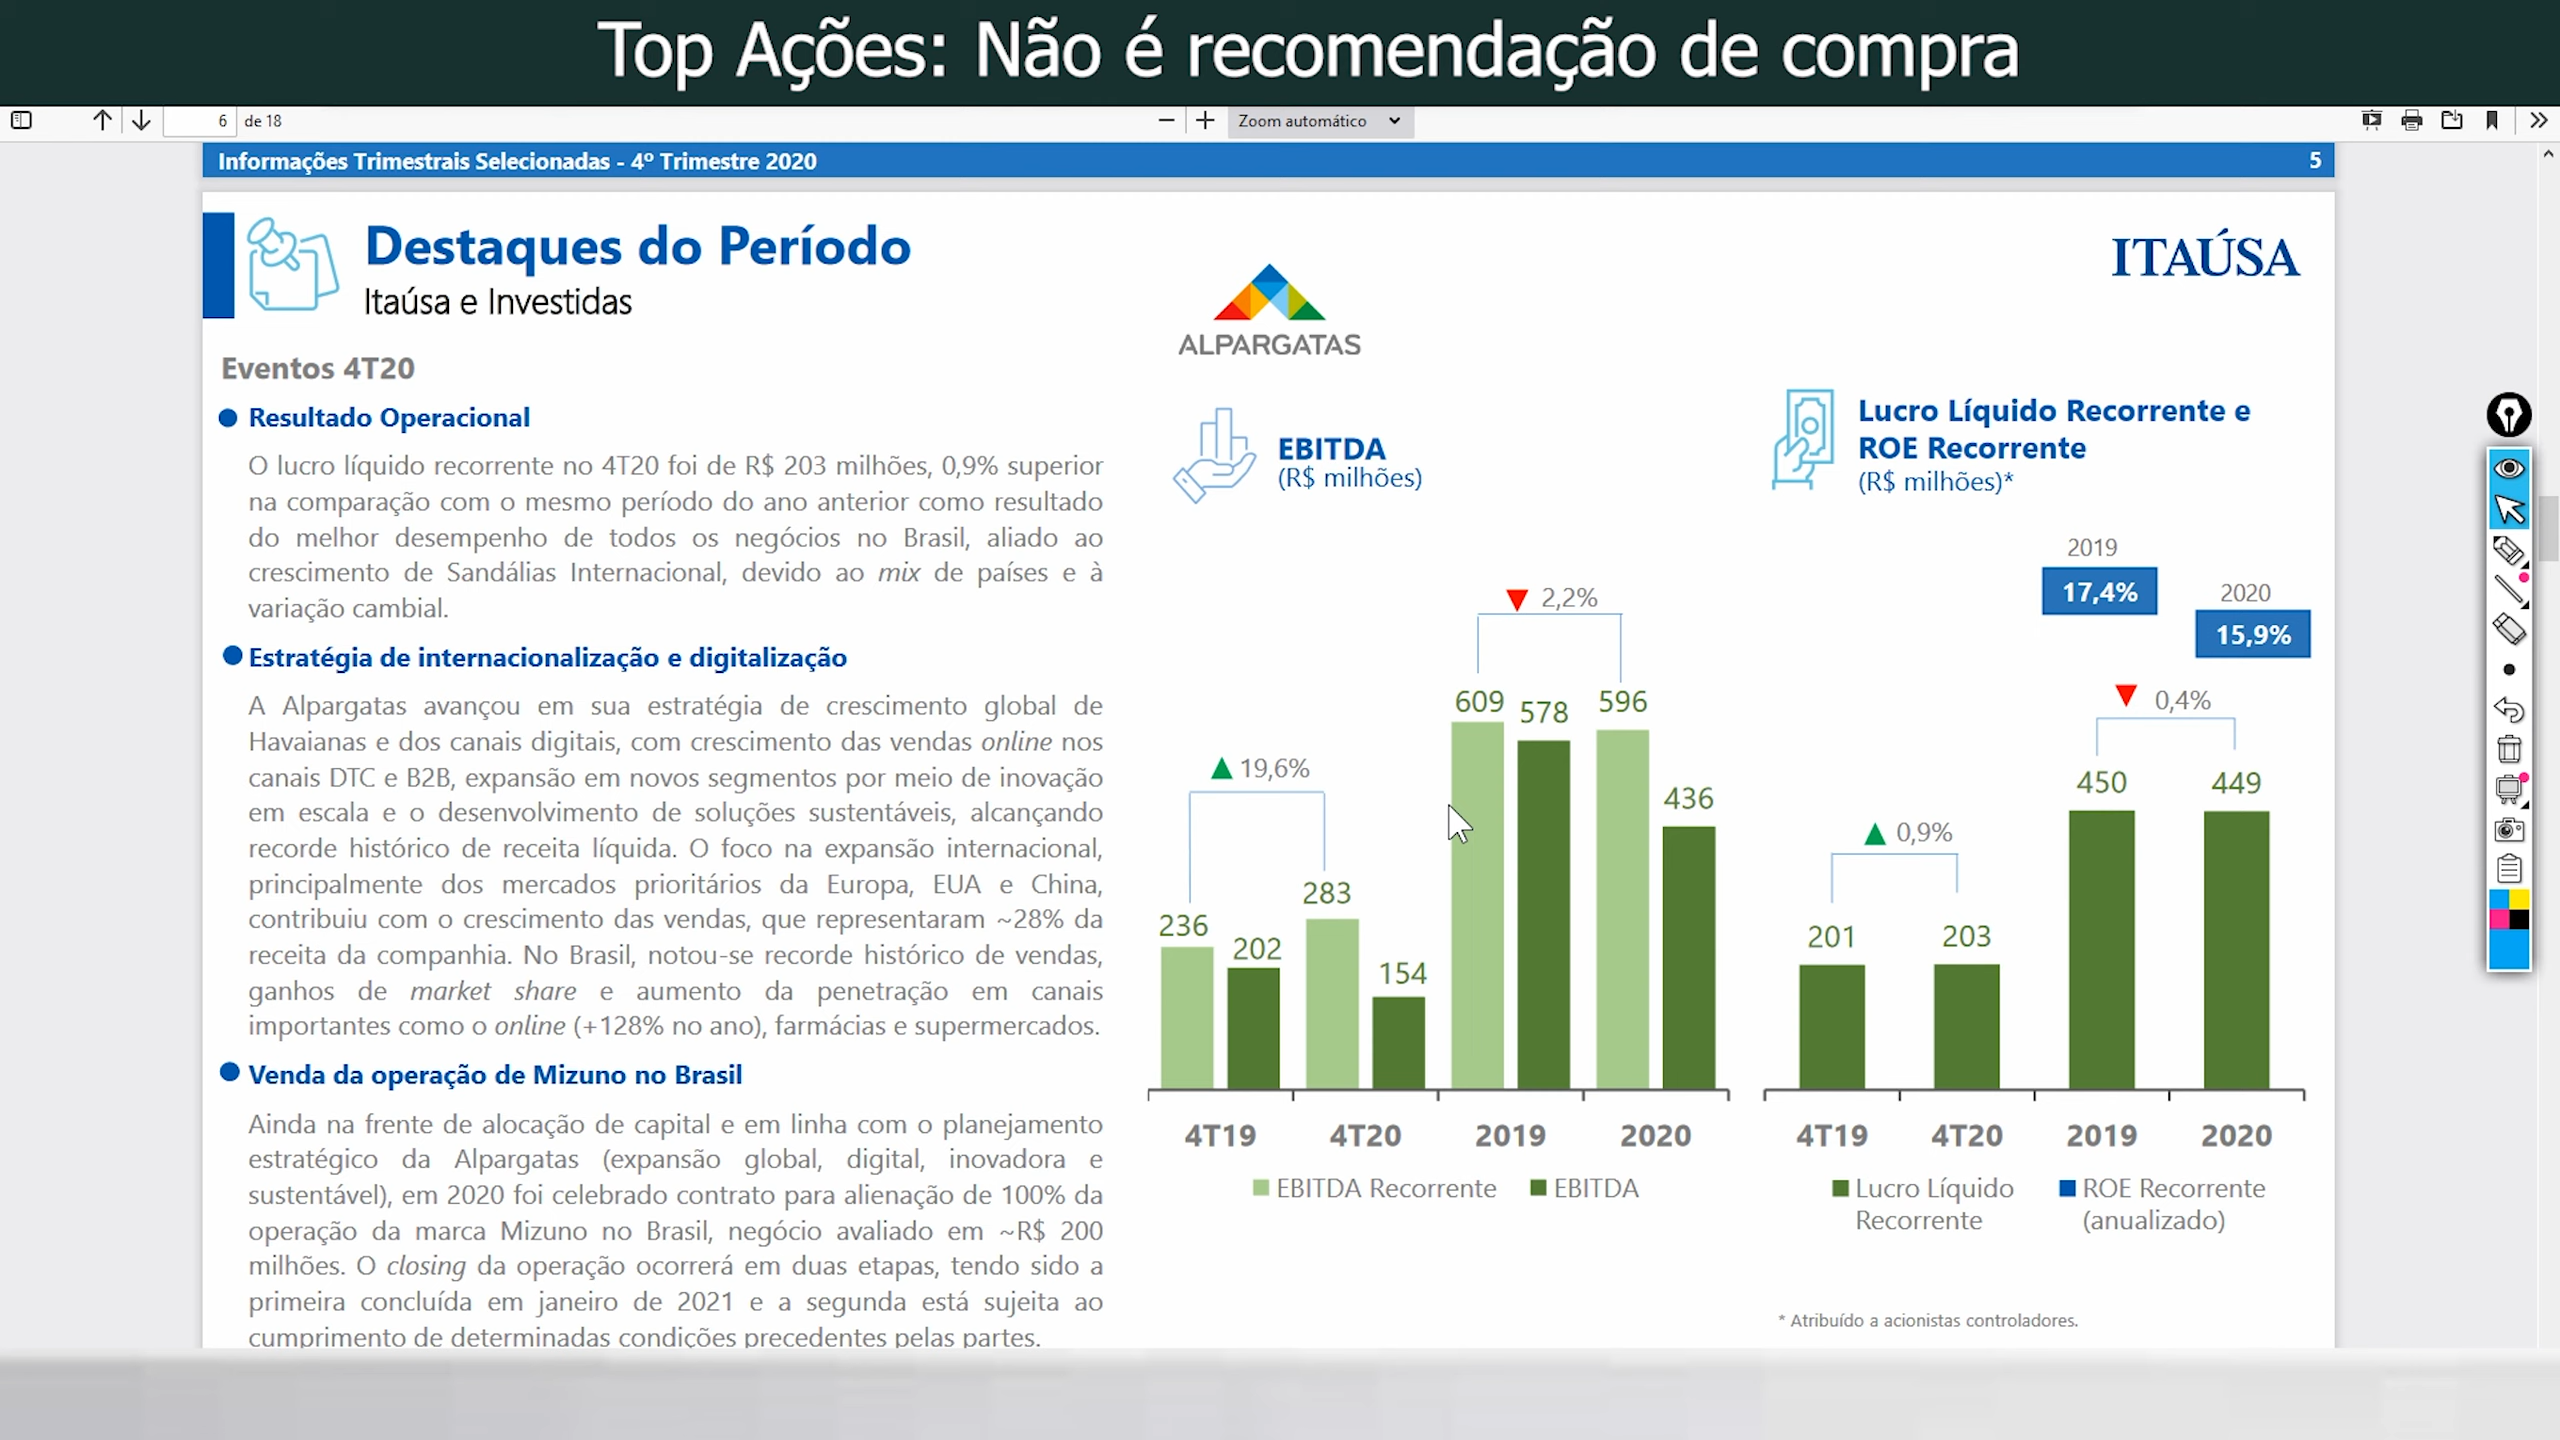 Top Ações: Não é recomendação de compra
6 de 18
Zoom automático
Informações Trimestrais Selecionadas - 4º Trimestre 2020
5
Destaques do Período
Itaúsa e Investidas
ITAÚSA
ALPARGATAS
Eventos 4T20
Resultado Operacional
O lucro líquido recorrente no 4T20 foi de R$ 203 milhões, 0,9% superior
na comparação com o mesmo período do ano anterior como resultado
do melhor desempenho de todos os negócios no Brasil, aliado ao
crescimento de Sandálias Internacional, devido ao mix de países e à
variação cambial.
Estratégia de internacionalização e digitalização
A Alpargatas avançou em sua estratégia de crescimento global de
Havaianas e dos canais digitais, com crescimento das vendas online nos
canais DTC e B2B, expansão em novos segmentos por meio de inovação
em escala e o desenvolvimento de soluções sustentáveis, alcançando
recorde histórico de receita líquida. O foco na expansão internacional,
principalmente dos mercados prioritários da Europa, EUA e China,
contribuiu com o crescimento das vendas, que representaram ~28% da
receita da companhia. No Brasil, notou-se recorde histórico de vendas,
ganhos de market share e aumento da penetração em canais
importantes como o online (+128% no ano), farmácias e supermercados.
Venda da operação de Mizuno no Brasil
Ainda na frente de alocação de capital e em linha com o planejamento
estratégico da Alpargatas (expansão global, digital, inovadora e
sustentável), em 2020 foi celebrado contrato para alienação de 100% da
operação da marca Mizuno no Brasil, negócio avaliado em ~R$ 200
milhões. O closing da operação ocorrerá em duas etapas, tendo sido a
primeira concluída em janeiro de 2021 e a segunda está sujeita ao
cumprimento de determinadas condições precedentes pelas partes.
EBITDA
(R$ milhões)
2,2%
609
578
596
436
19,6%
236
202
283
154
4T19
4T20
2019
2020
EBITDA Recorrente
EBITDA
Lucro Líquido Recorrente e
ROE Recorrente
(R$ milhões)*
2019
17,4%
2020
15,9%
0,4%
450
449
0,9%
201
203
4T19
4T20
2019
2020
Lucro Líquido
Recorrente
ROE Recorrente
(anualizado)
* Atribuído a acionistas controladores.